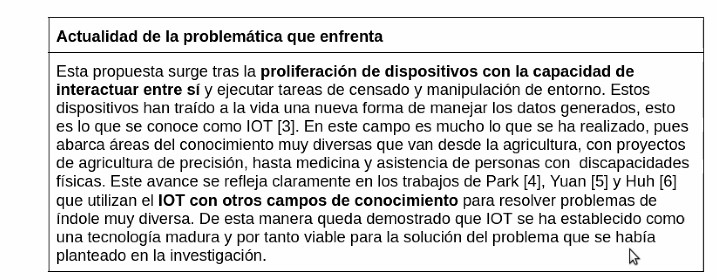 Actualidad de la problemática que enfrenta
Esta propuesta surge tras la proliferación de dispositivos con la capacidad de
interactuar entre sí y ejecutar tareas de censado y manipulación de entorno. Estos
dispositivos han traído a la vida una nueva forma de manejar los datos generados, esto
es lo que se conoce como IOT [3]. En este campo es mucho lo que se ha realizado, pues
abarca áreas del conocimiento muy diversas que van desde la agricultura, con proyectos
de agricultura de precisión, hasta medicina y asistencia de personas con discapacidades
físicas. Este avance se refleja claramente en los trabajos de Park [4], Yuan [5] y Huh [6]
que utilizan el IOT con otros campos de conocimiento para resolver problemas de
índole muy diversa. De esta manera queda demostrado que IOT se ha establecido como
una tecnología madura y por tanto viable para la solución del problema que se había
planteado en la investigación.